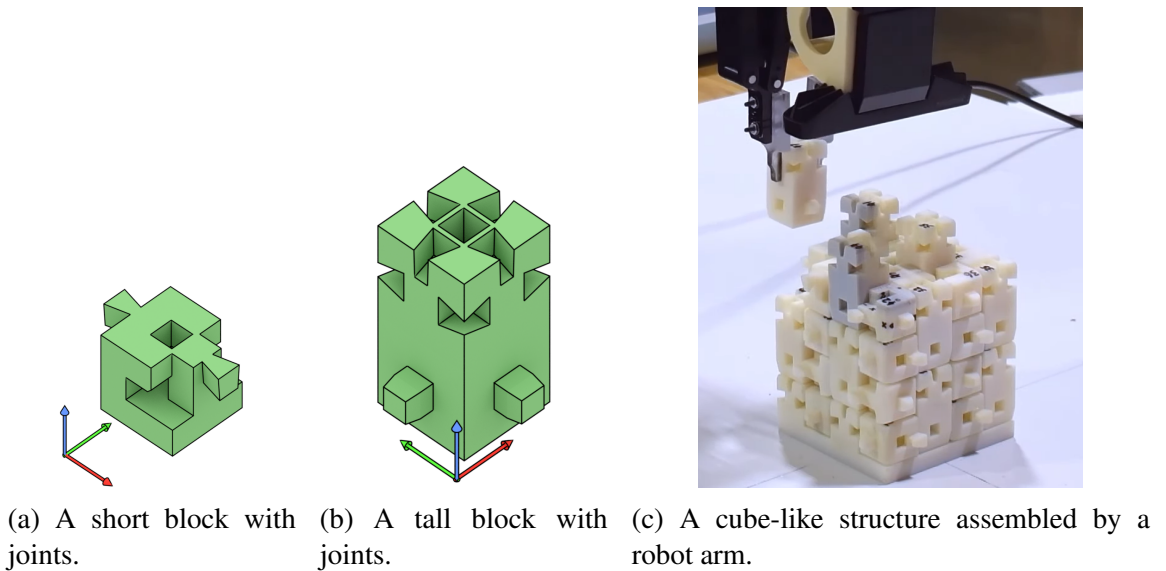 (a) A short block with
joints.
(b) A tall block with
joints.
(c) A cube-like structure assembled by a
robot arm.